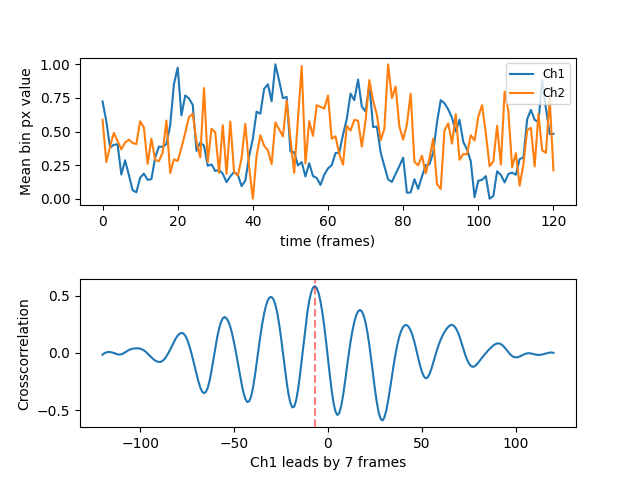 1.00
0.75
0.50
0.25
0.00
Mean bin px value
Ch1
Ch2
0 20 40 60 80 100 120
time (frames)
0.5
0.0
−0.5
Crosscorrelation
−100 −50 0 50 100
Ch1 leads by 7 frames